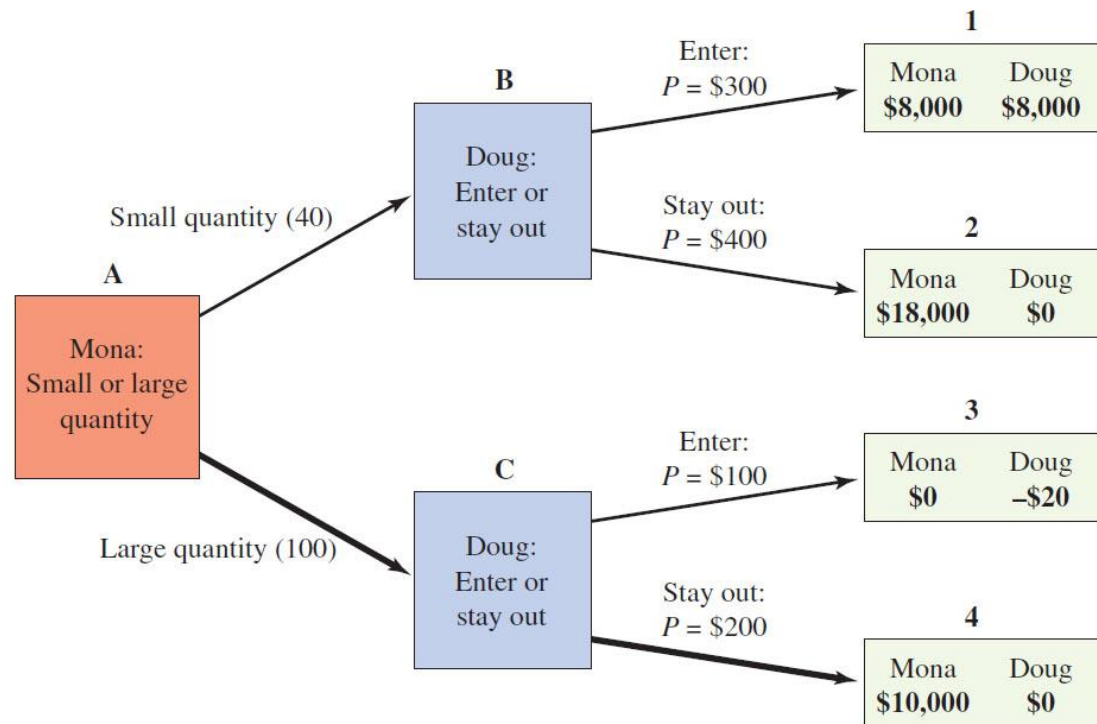 A
Mona:
Small or large
quantity
Small quantity (40)
Large quantity (100)
B
Doug:
Enter or
stay out
Enter:
P = $300
Stay out:
P = $400
C
Doug:
Enter or
stay out
Enter:
P = $100
Stay out:
P = $200
1
Mona Doug
$8,000 $8,000
2
Mona Doug
$18,000 $0
3
Mona Doug
$0 –$20
4
Mona Doug
$10,000 $0